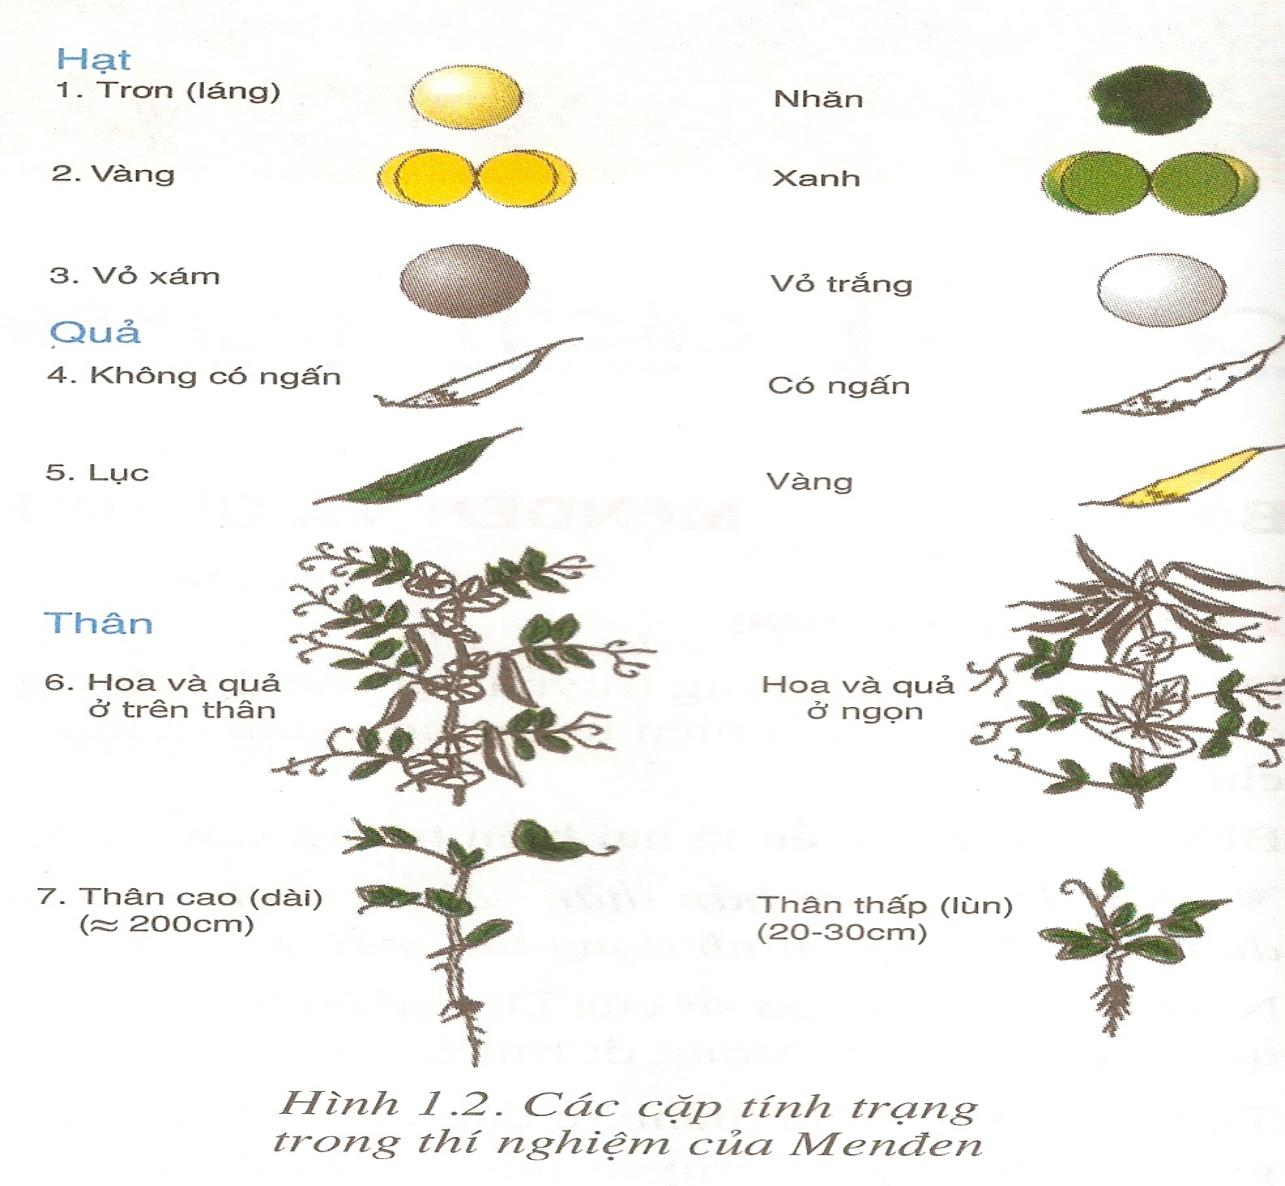 Hạt
1. Trơn (láng)
Nhăn
2. Vàng
Xanh
3. Vỏ xám
Vỏ trắng
Quả
4. Không có ngấn
Có ngấn
5. Lục
Vàng
Thân
6. Hoa và quả
ở trên thân
Hoa và quả
ở ngọn
7. Thân cao (dài)
(≈ 200cm)
Thân thấp (lùn)
(20-30cm)
Hình 1.2. Các cặp tính trạng
trong thí nghiệm của Menđen